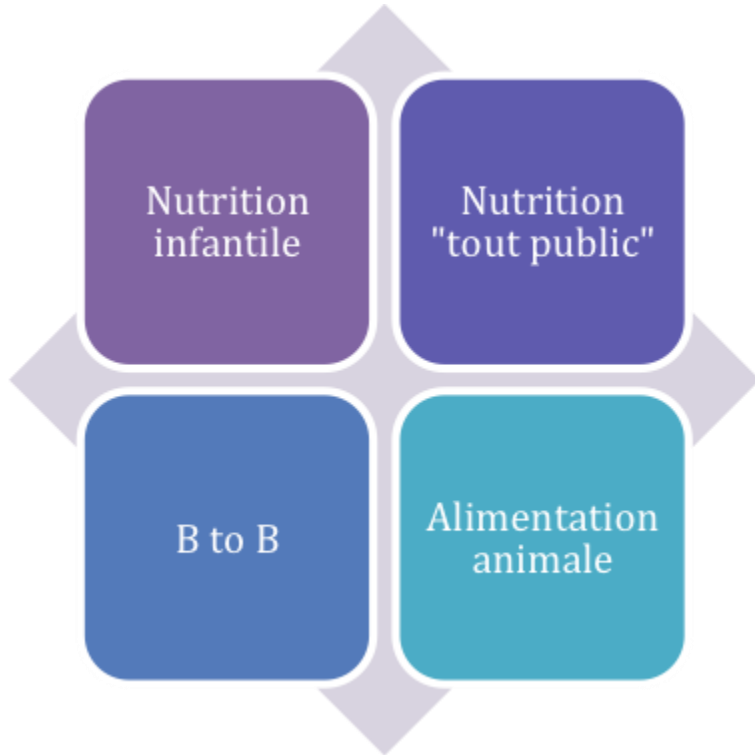 Nutrition
infantile
Nutrition
"tout public"
B to B
Alimentation
animale